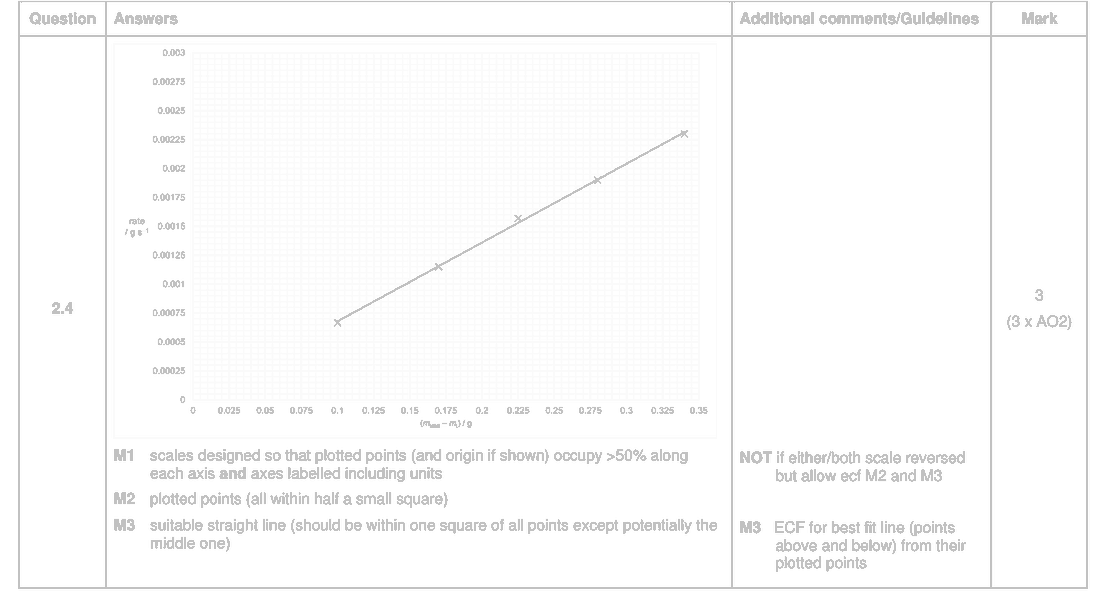 Question Answers Additional comments/Guidelines Mark
2.4
0.003
0.00275
0.0025
0.00225
0.002
0.00175
rate
/ g s⁻¹
0.0015
0.00125
0.001
0.00075
0.0005
0.00025
0
0 0.025 0.05 0.075 0.1 0.125 0.15 0.175 0.2 0.225 0.25 0.275 0.3 0.325 0.35
/ g
M1 scales designed so that plotted points (and origin if shown) occupy >50% along
each axis and axes labelled including units
M2 plotted points (all within half a small square)
M3 suitable straight line (should be within one square of all points except potentially the
middle one)
NOT if either/both scale reversed
but allow ecf M2 and M3
M3 ECF for best fit line (points
above and below) from their
plotted points
3
(3 x AO2)